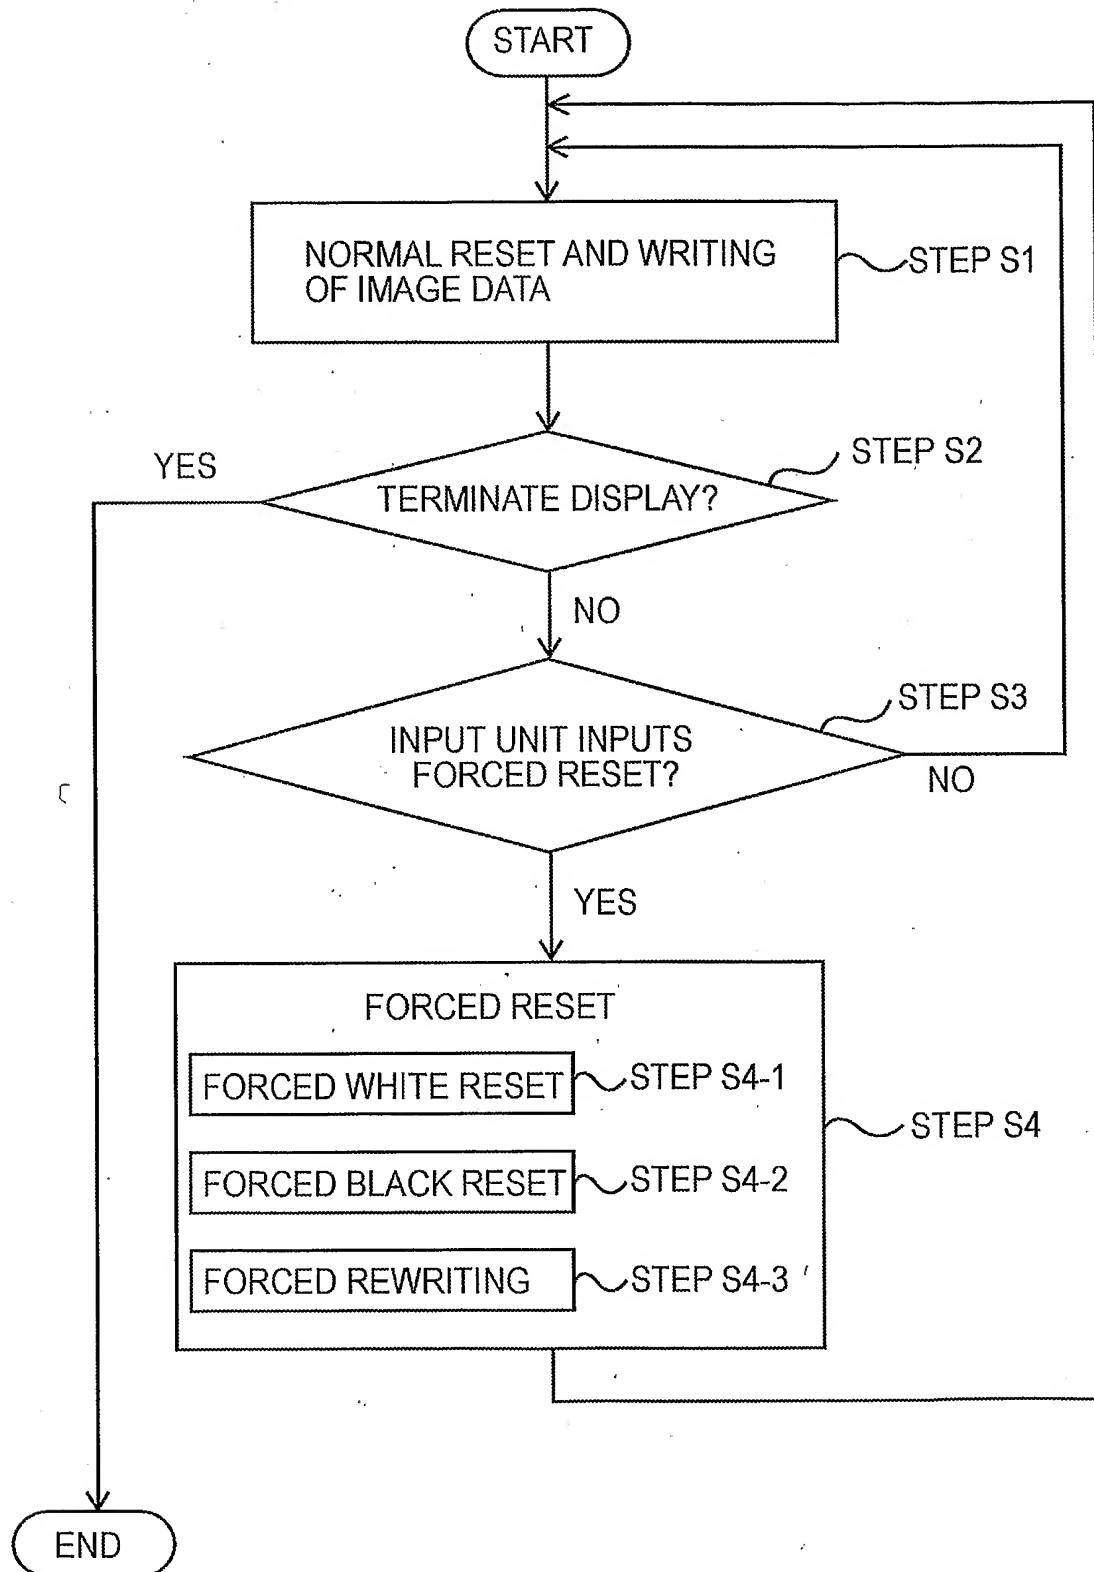 START
NORMAL RESET AND WRITING
OF IMAGE DATA
STEP S1
YES
STEP S2
TERMINATE DISPLAY?
NO
STEP S3
INPUT UNIT INPUTS
FORCED RESET?
NO
YES
FORCED RESET
FORCED WHITE RESET
STEP S4-1
STEP S4
FORCED BLACK RESET
STEP S4-2
FORCED REWRITING
STEP S4-3
END